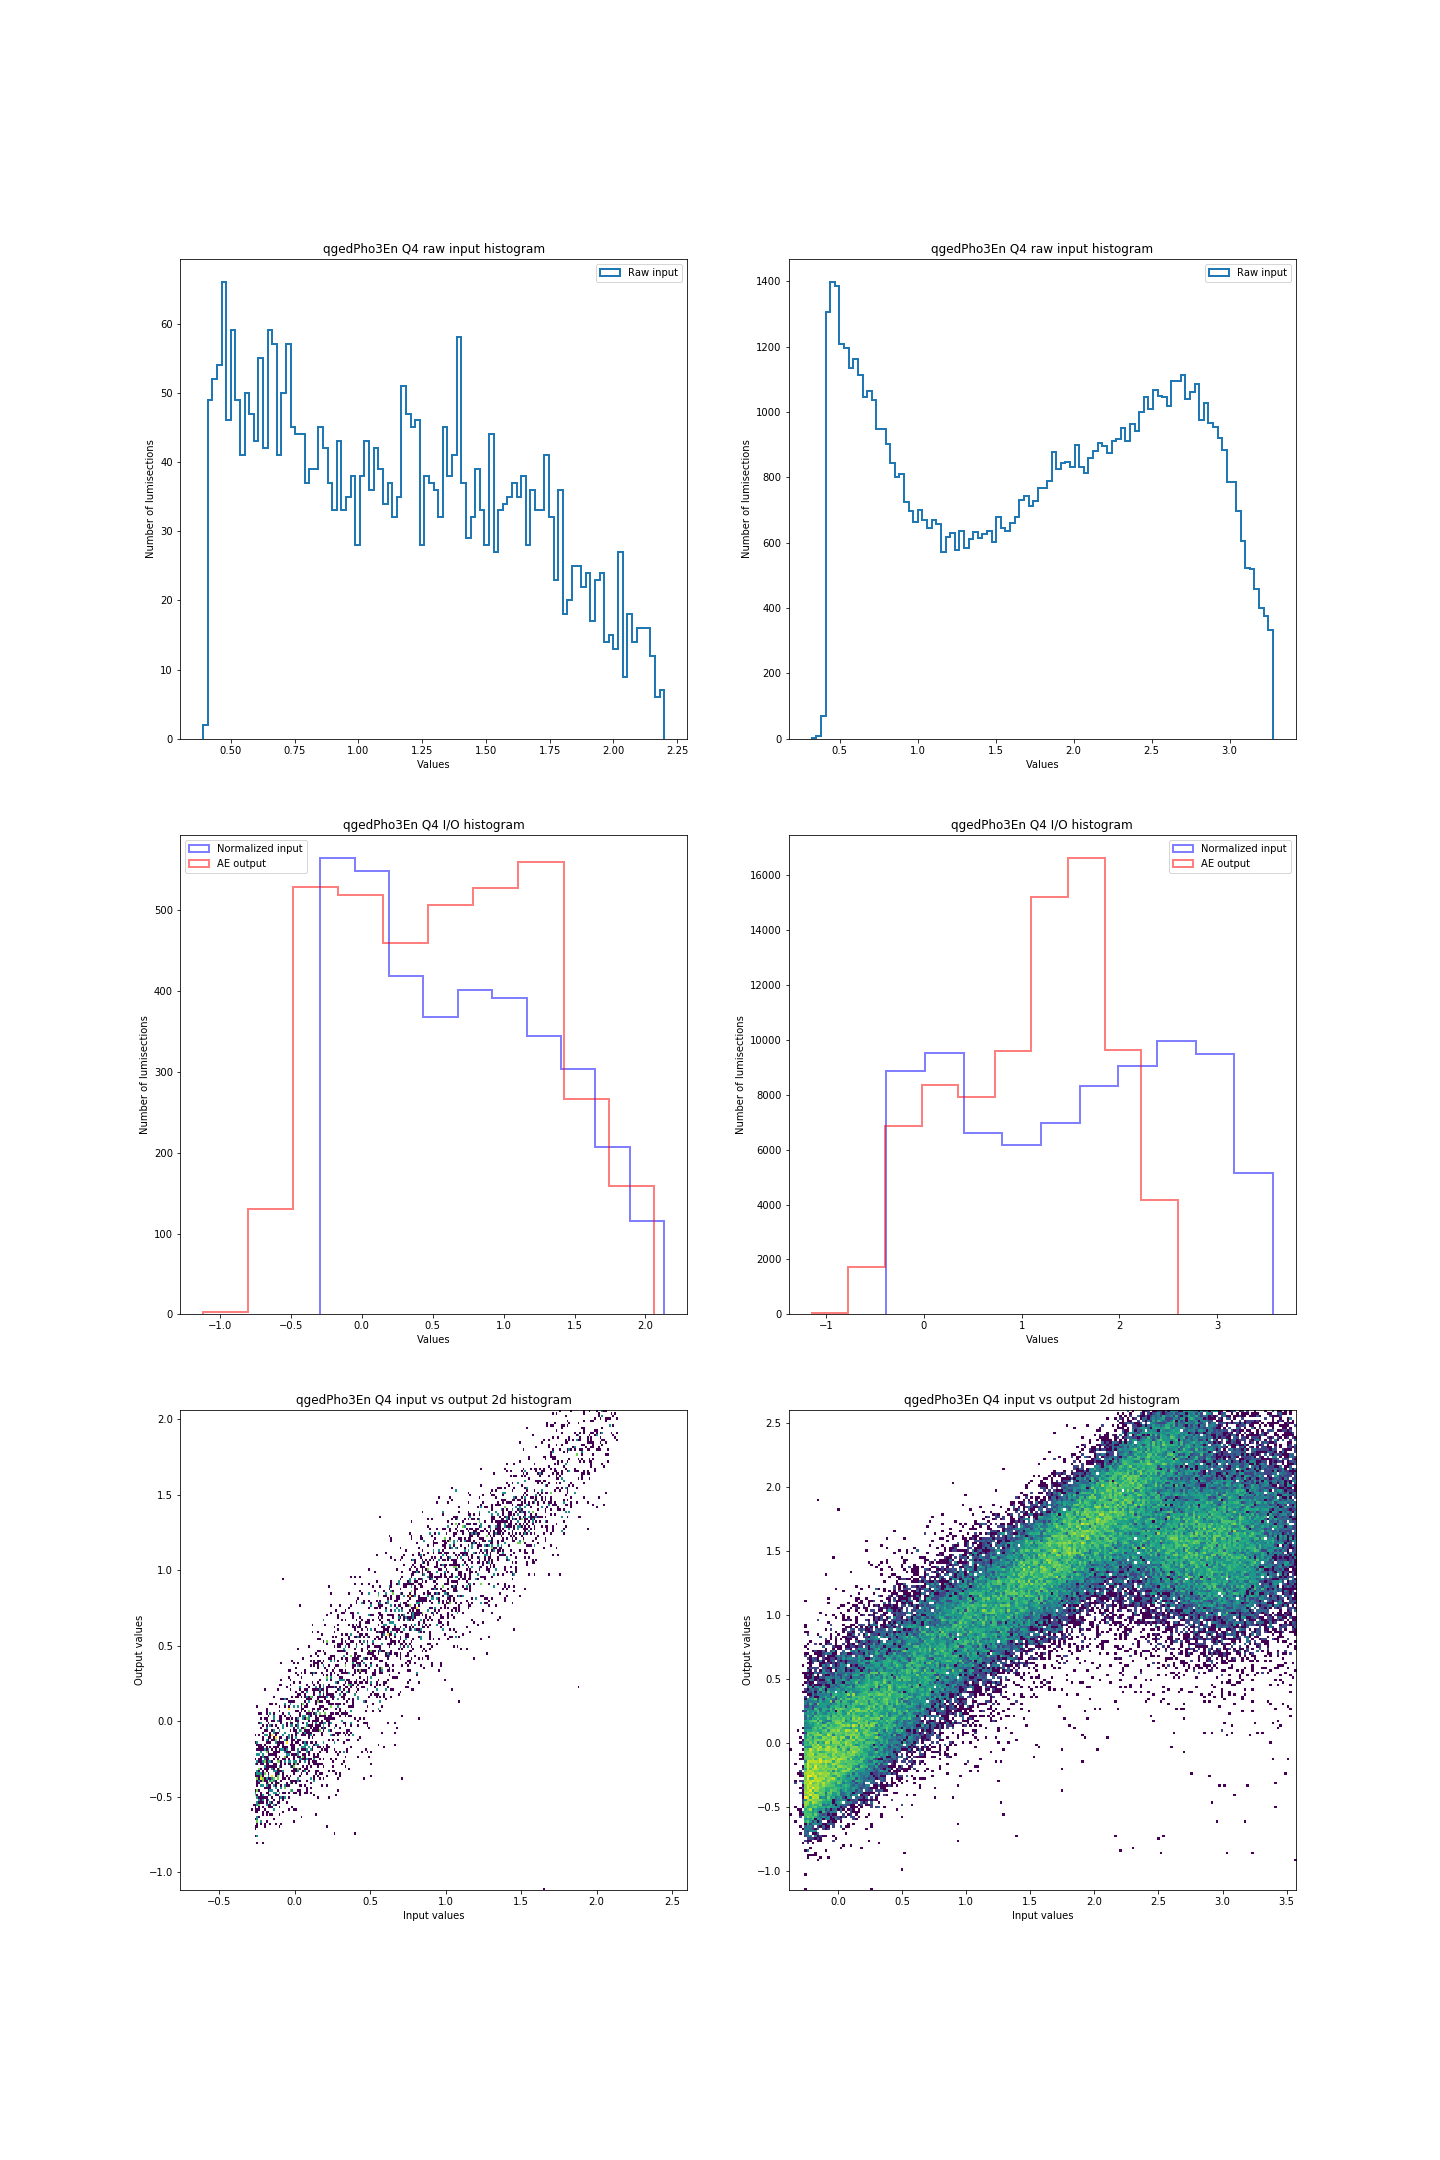 qgedPho3En Q4 raw input histogram
Raw input
Number of lumisections
0
10
20
30
40
50
60
0.50 0.75 1.00 1.25 1.50 1.75 2.00 2.25
Values
qgedPho3En Q4 raw input histogram
Raw input
Number of lumisections
0
200
400
600
800
1000
1200
1400
0.5 1.0 1.5 2.0 2.5 3.0
Values
qgedPho3En Q4 I/O histogram
Normalized input
AE output
Number of lumisections
0
100
200
300
400
500
−1.0 −0.5 0.0 0.5 1.0 1.5 2.0
Values
qgedPho3En Q4 I/O histogram
Normalized input
AE output
Number of lumisections
0
2000
4000
6000
8000
10000
12000
14000
16000
−1 0 1 2 3
Values
qgedPho3En Q4 input vs output 2d histogram
Output values
2.0
1.5
1.0
0.5
0.0
−0.5
−1.0
−0.5 0.0 0.5 1.0 1.5 2.0 2.5
Input values
qgedPho3En Q4 input vs output 2d histogram
Output values
2.5
2.0
1.5
1.0
0.5
0.0
−0.5
−1.0
0.0 0.5 1.0 1.5 2.0 2.5 3.0 3.5
Input values